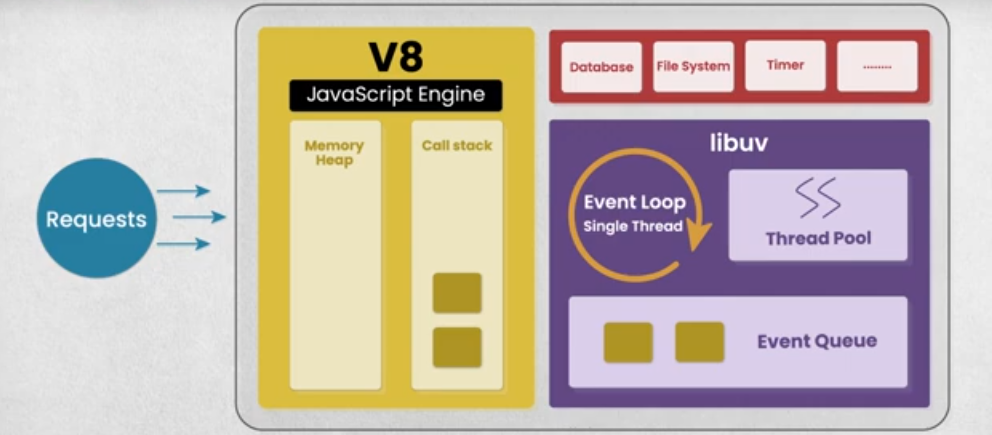 Requests
V8
JavaScript Engine
Memory
Heap
Call stack
Database
File System
Timer
........
libuv
Event Loop
Single Thread
Thread Pool
Event Queue